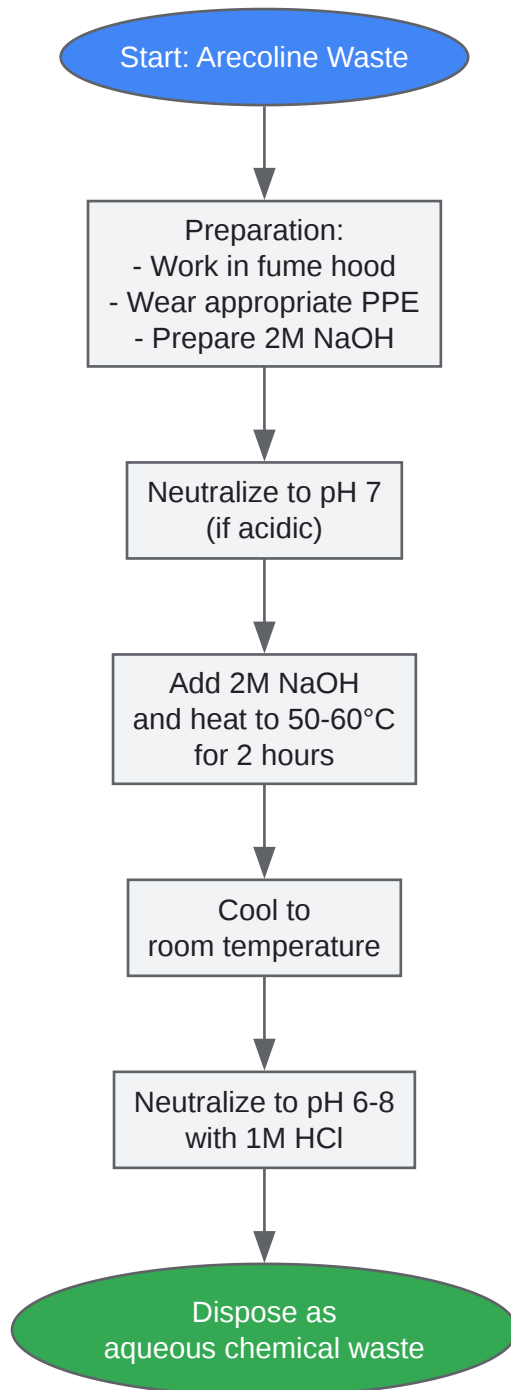 Start: Arecoline Waste
Preparation:
- Work in fume hood
- Wear appropriate PPE
- Prepare 2M NaOH
Neutralize to pH 7
(if acidic)
Add 2M NaOH
and heat to 50-60°C
for 2 hours
Cool to
room temperature
Neutralize to pH 6-8
with 1M HCl
Dispose as
aqueous chemical waste